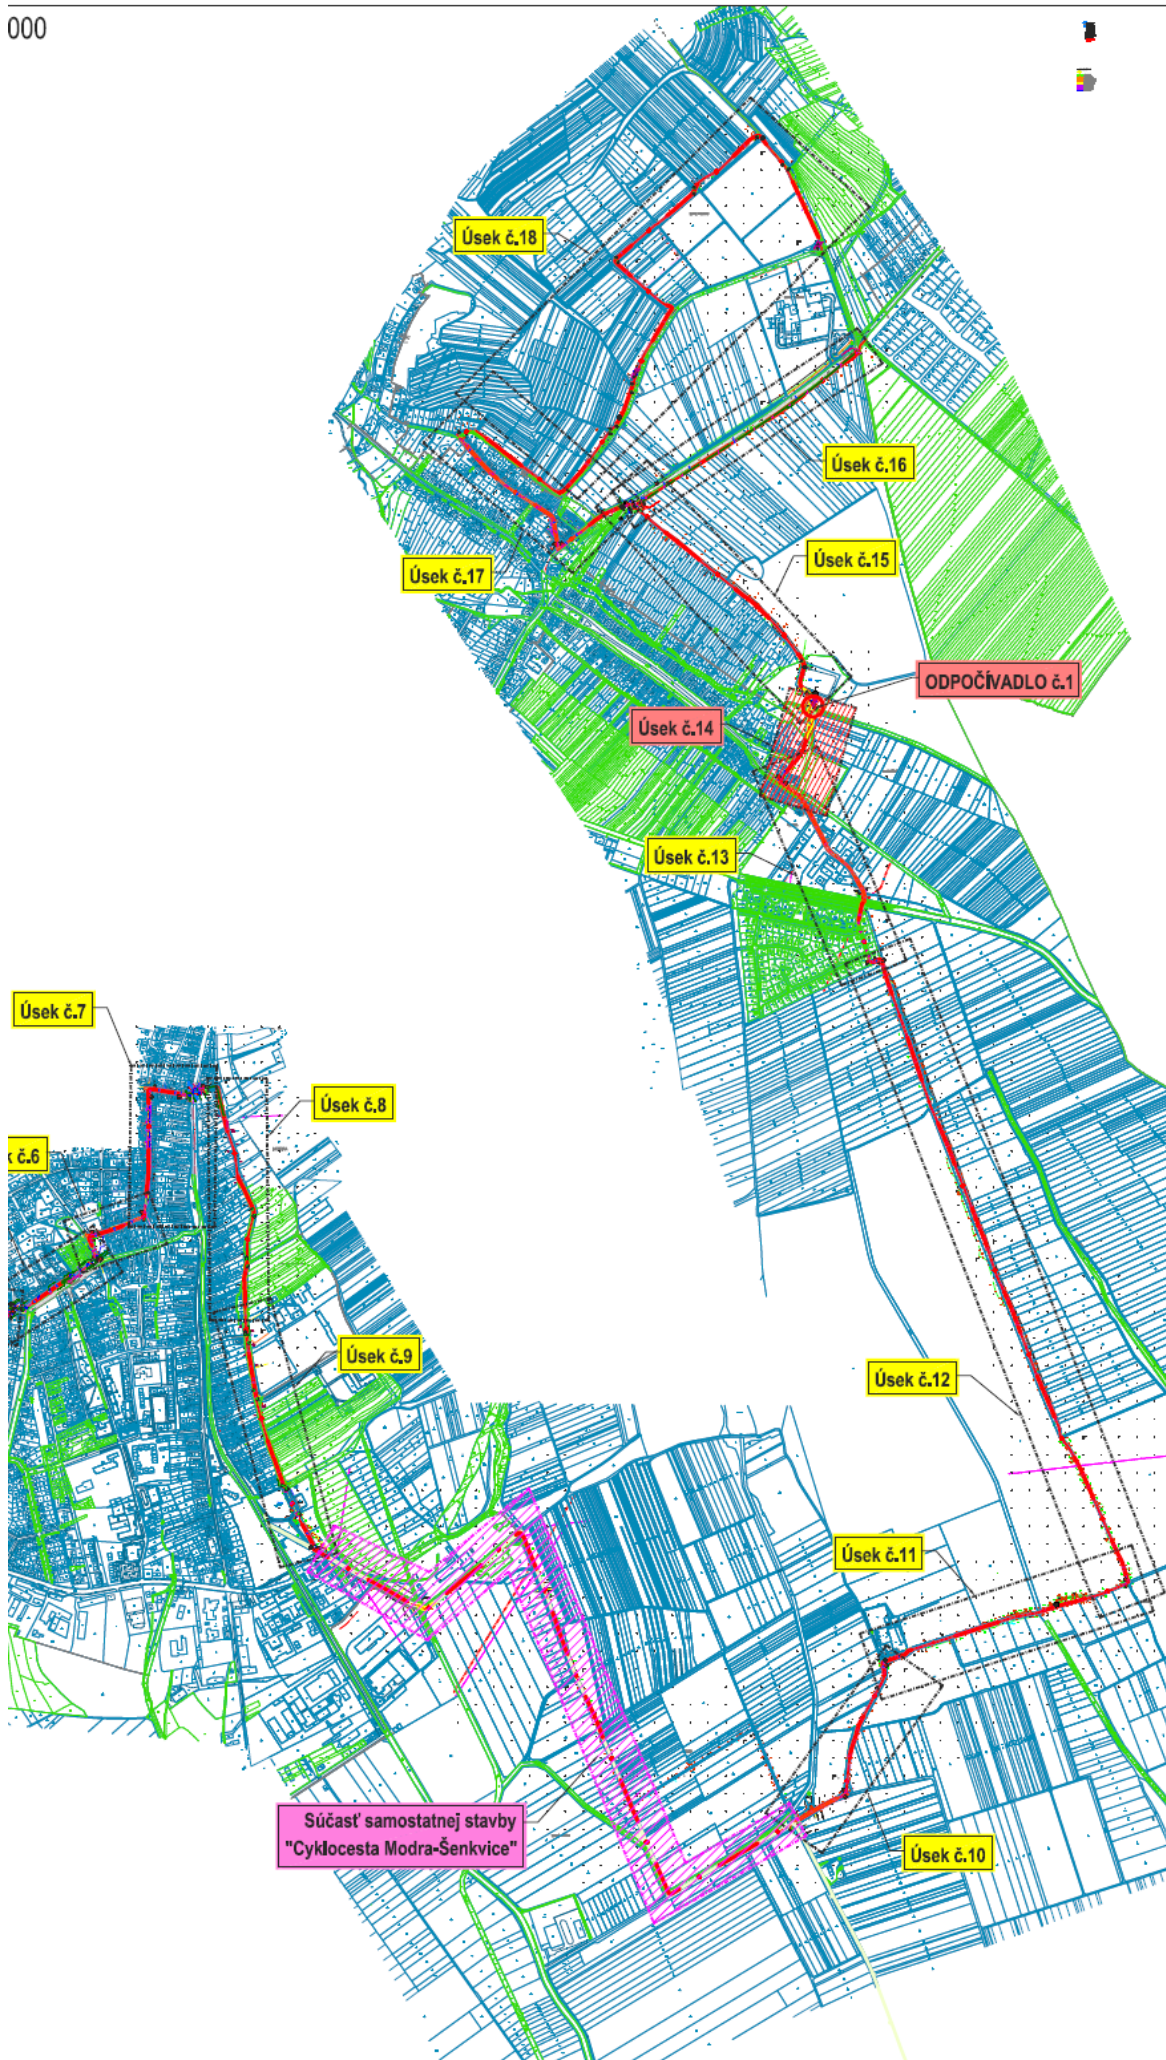 000
Úsek č.18
Úsek č.16
Úsek č.15
Úsek č.17
ODPOČÍVADLO č.1
Úsek č.14
Úsek č.13
Úsek č.7
Úsek č.8
k č.6
Úsek č.9
Úsek č.12
Úsek č.11
Súčasť samostatnej stavby
"Cyklocesta Modra-Šenkvice"
Úsek č.10